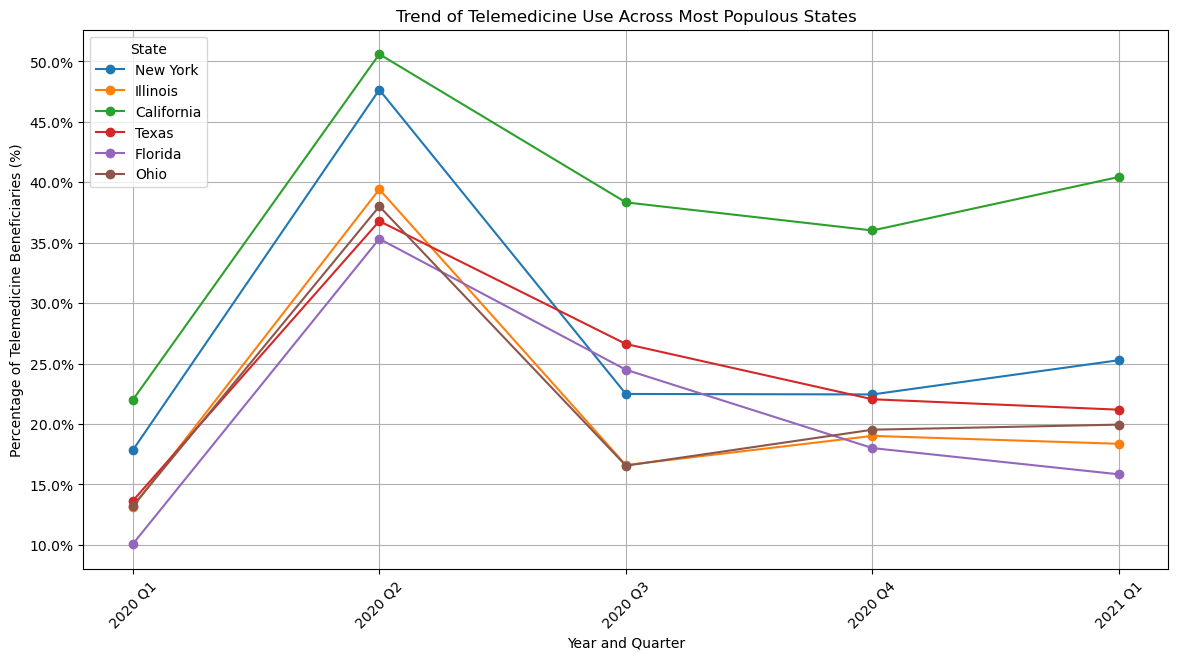 Trend of Telemedicine Use Across Most Populous States
State
New York
Illinois
California
Texas
Florida
Ohio
Percentage of Telemedicine Beneficiaries (%)
50.0%
45.0%
40.0%
35.0%
30.0%
25.0%
20.0%
15.0%
10.0%
2020 Q1
2020 Q2
2020 Q3
2020 Q4
2021 Q1
Year and Quarter